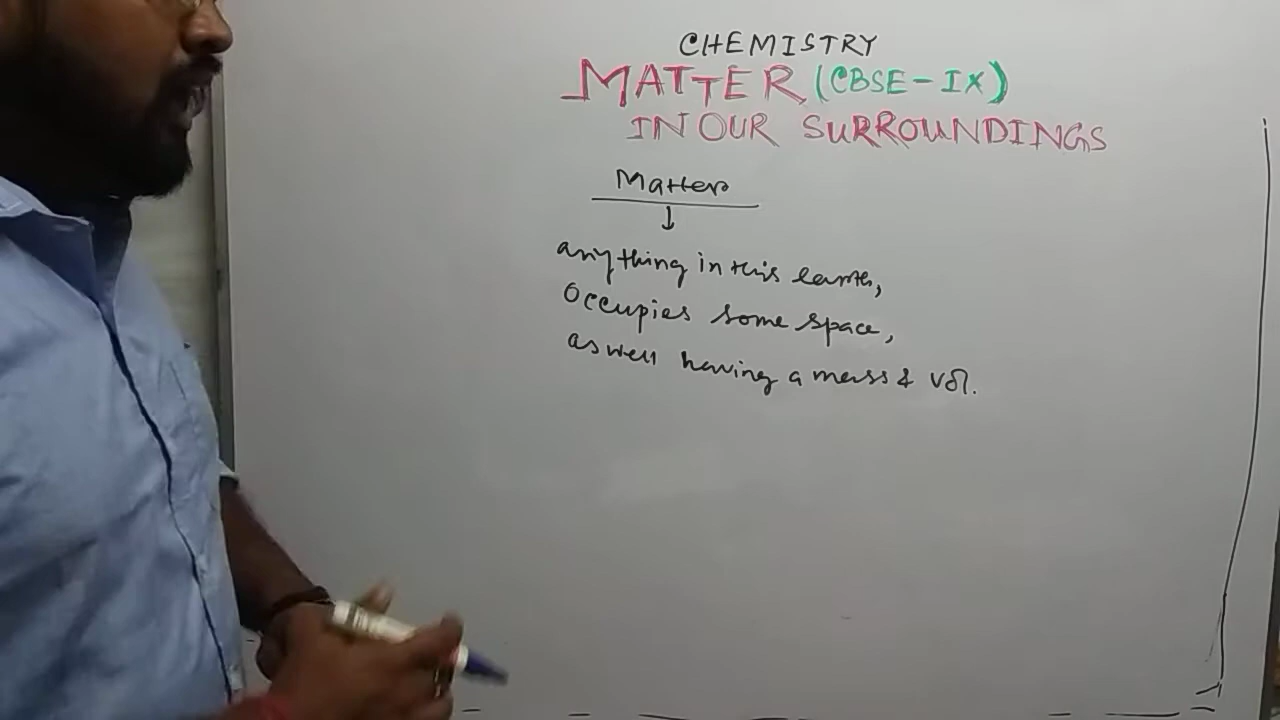 CHEMISTRY
MATTER (CBSE-IX)
IN OUR SURROUNDINGS
Matter
anything in this earth,
Occupies some space,
as well having a mass & vol.